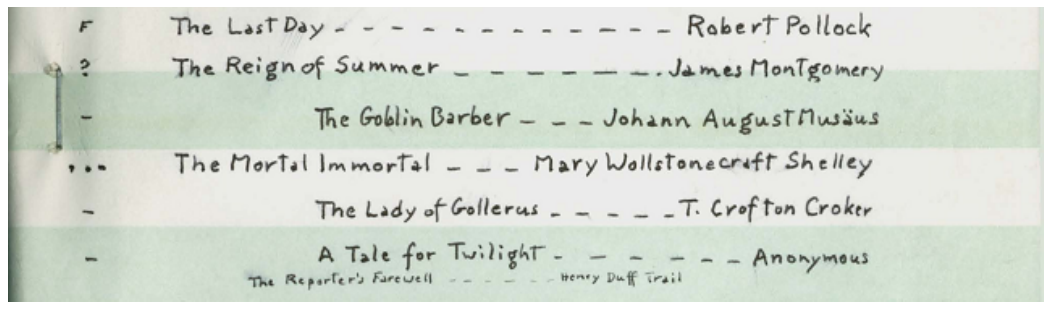 F The Last Day - - - - - - - - - - - - - Robert Pollock
? The Reign of Summer - - - - - - -. James Montgomery
- The Goblin Barber - - - Johann August Musäus
... The Mortal Immortal - - - Mary Wollstonecraft Shelley
- The Lady of Gollerus - - - - - T. Crofton Croker
- A Tale for Twilight - - - - - - - Anonymous
The Reporter's Farewell - - - - - - Henry Duff Trail